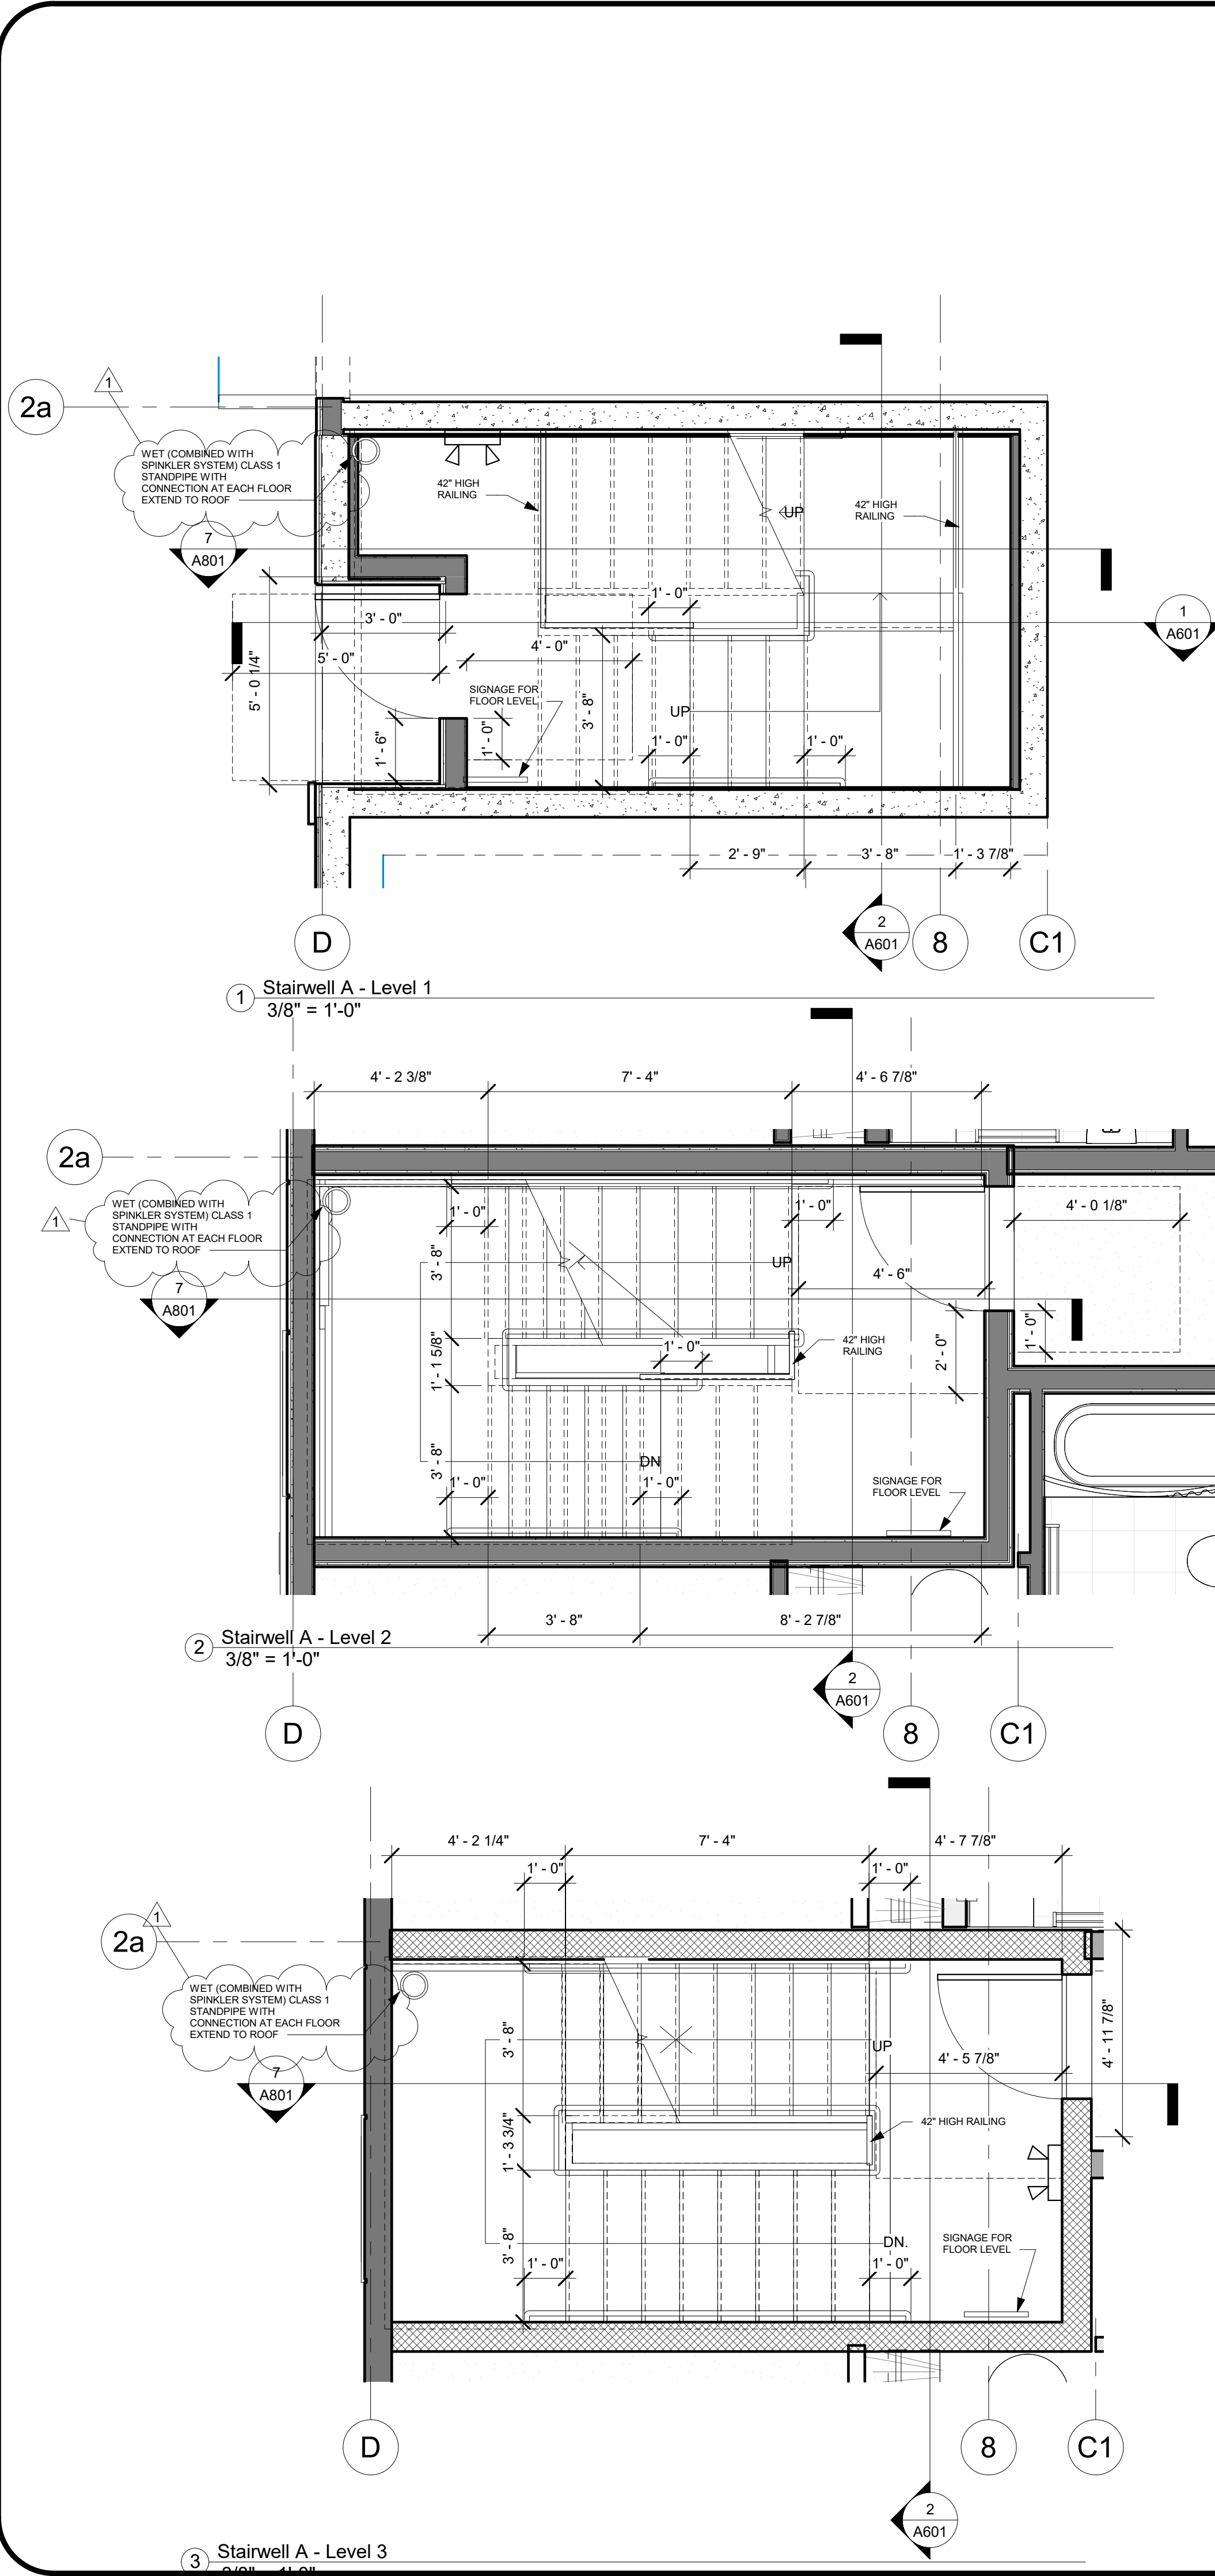 1
2a
WET (COMBINED WITH
SPINKLER SYSTEM) CLASS 1
STANDPIPE WITH
CONNECTION AT EACH FLOOR
EXTEND TO ROOF
7
A801
42" HIGH
RAILING
UP
42" HIGH
RAILING
1' - 0"
3' - 0"
5' - 0"
4' - 0"
5' - 0 1/4"
SIGNAGE FOR
FLOOR LEVEL
3' - 8"
UP
1' - 6"
1' - 0"
1' - 0"
1' - 0"
1
A601
2' - 9"
3' - 8"
1' - 3 7/8"
2
A601
D
8
C1
1
Stairwell A - Level 1
3/8" = 1'-0"
4' - 2 3/8"
7' - 4"
4' - 6 7/8"
2a
1
WET (COMBINED WITH
SPINKLER SYSTEM) CLASS 1
STANDPIPE WITH
CONNECTION AT EACH FLOOR
EXTEND TO ROOF
7
A801
1' - 0"
1' - 0"
4' - 0 1/8"
3' - 8"
UP
4' - 6"
1' - 1 5/8"
1' - 0"
42" HIGH
RAILING
2' - 0"
1' - 0"
3' - 8"
DN
1' - 0"
1' - 0"
SIGNAGE FOR
FLOOR LEVEL
3' - 8"
8' - 2 7/8"
2
Stairwell A - Level 2
3/8" = 1'-0"
2
A601
D
8
C1
4' - 2 1/4"
7' - 4"
4' - 7 7/8"
1' - 0"
1' - 0"
1
2a
WET (COMBINED WITH
SPINKLER SYSTEM) CLASS 1
STANDPIPE WITH
CONNECTION AT EACH FLOOR
EXTEND TO ROOF
7
A801
3' - 8"
UP
4' - 5 7/8"
4' - 11 7/8"
1' - 3 3/4"
42" HIGH RAILING
3' - 8"
DN.
1' - 0"
1' - 0"
SIGNAGE FOR
FLOOR LEVEL
D
8
C1
2
A601
3
Stairwell A - Level 3